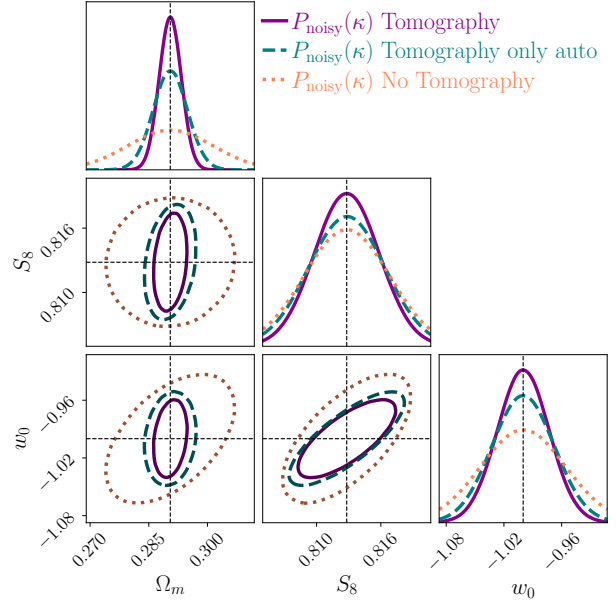 P_noisy(κ) Tomography
P_noisy(κ) Tomography only auto
P_noisy(κ) No Tomography
S_8
0.816
0.810
w_0
−0.96
−1.02
−1.08
0.270
0.285
0.300
Ω_m
0.810
0.816
S_8
−1.08
−1.02
−0.96
w_0